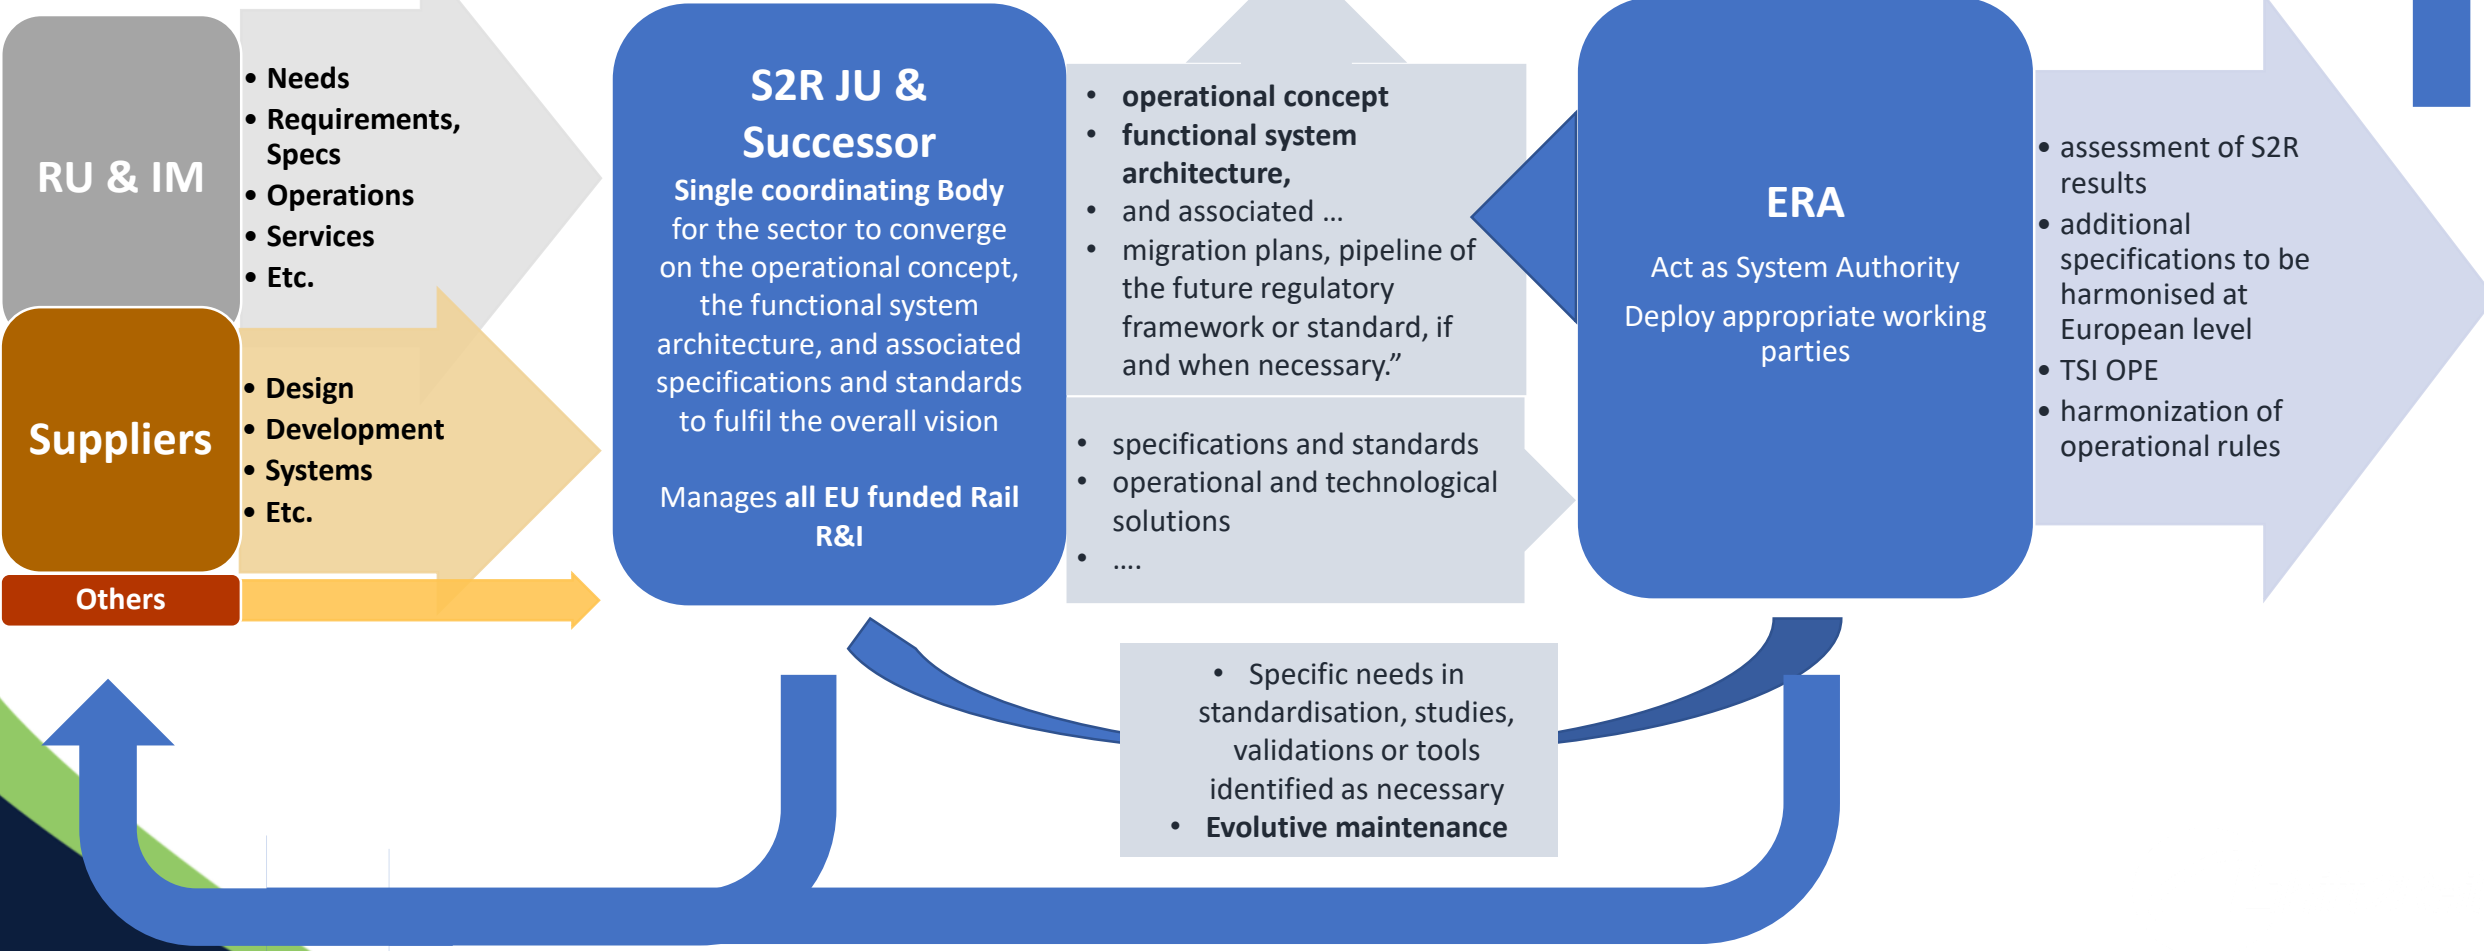 RU & IM
• Needs
• Requirements,
Specs
• Operations
• Services
• Etc.
Suppliers
• Design
• Development
• Systems
• Etc.
Others
S2R JU &
Successor
Single coordinating Body
for the sector to converge
on the operational concept,
the functional system
architecture, and associated
specifications and standards
to fulfil the overall vision
Manages all EU funded Rail
R&I
• operational concept
• functional system
architecture,
• and associated ...
• migration plans, pipeline of
the future regulatory
framework or standard, if
and when necessary.”
• specifications and standards
• operational and technological
solutions
• ....
ERA
Act as System Authority
Deploy appropriate working
parties
• assessment of S2R
results
• additional
specifications to be
harmonised at
European level
• TSI OPE
• harmonization of
operational rules
• Specific needs in
standardisation, studies,
validations or tools
identified as necessary
• Evolutive maintenance